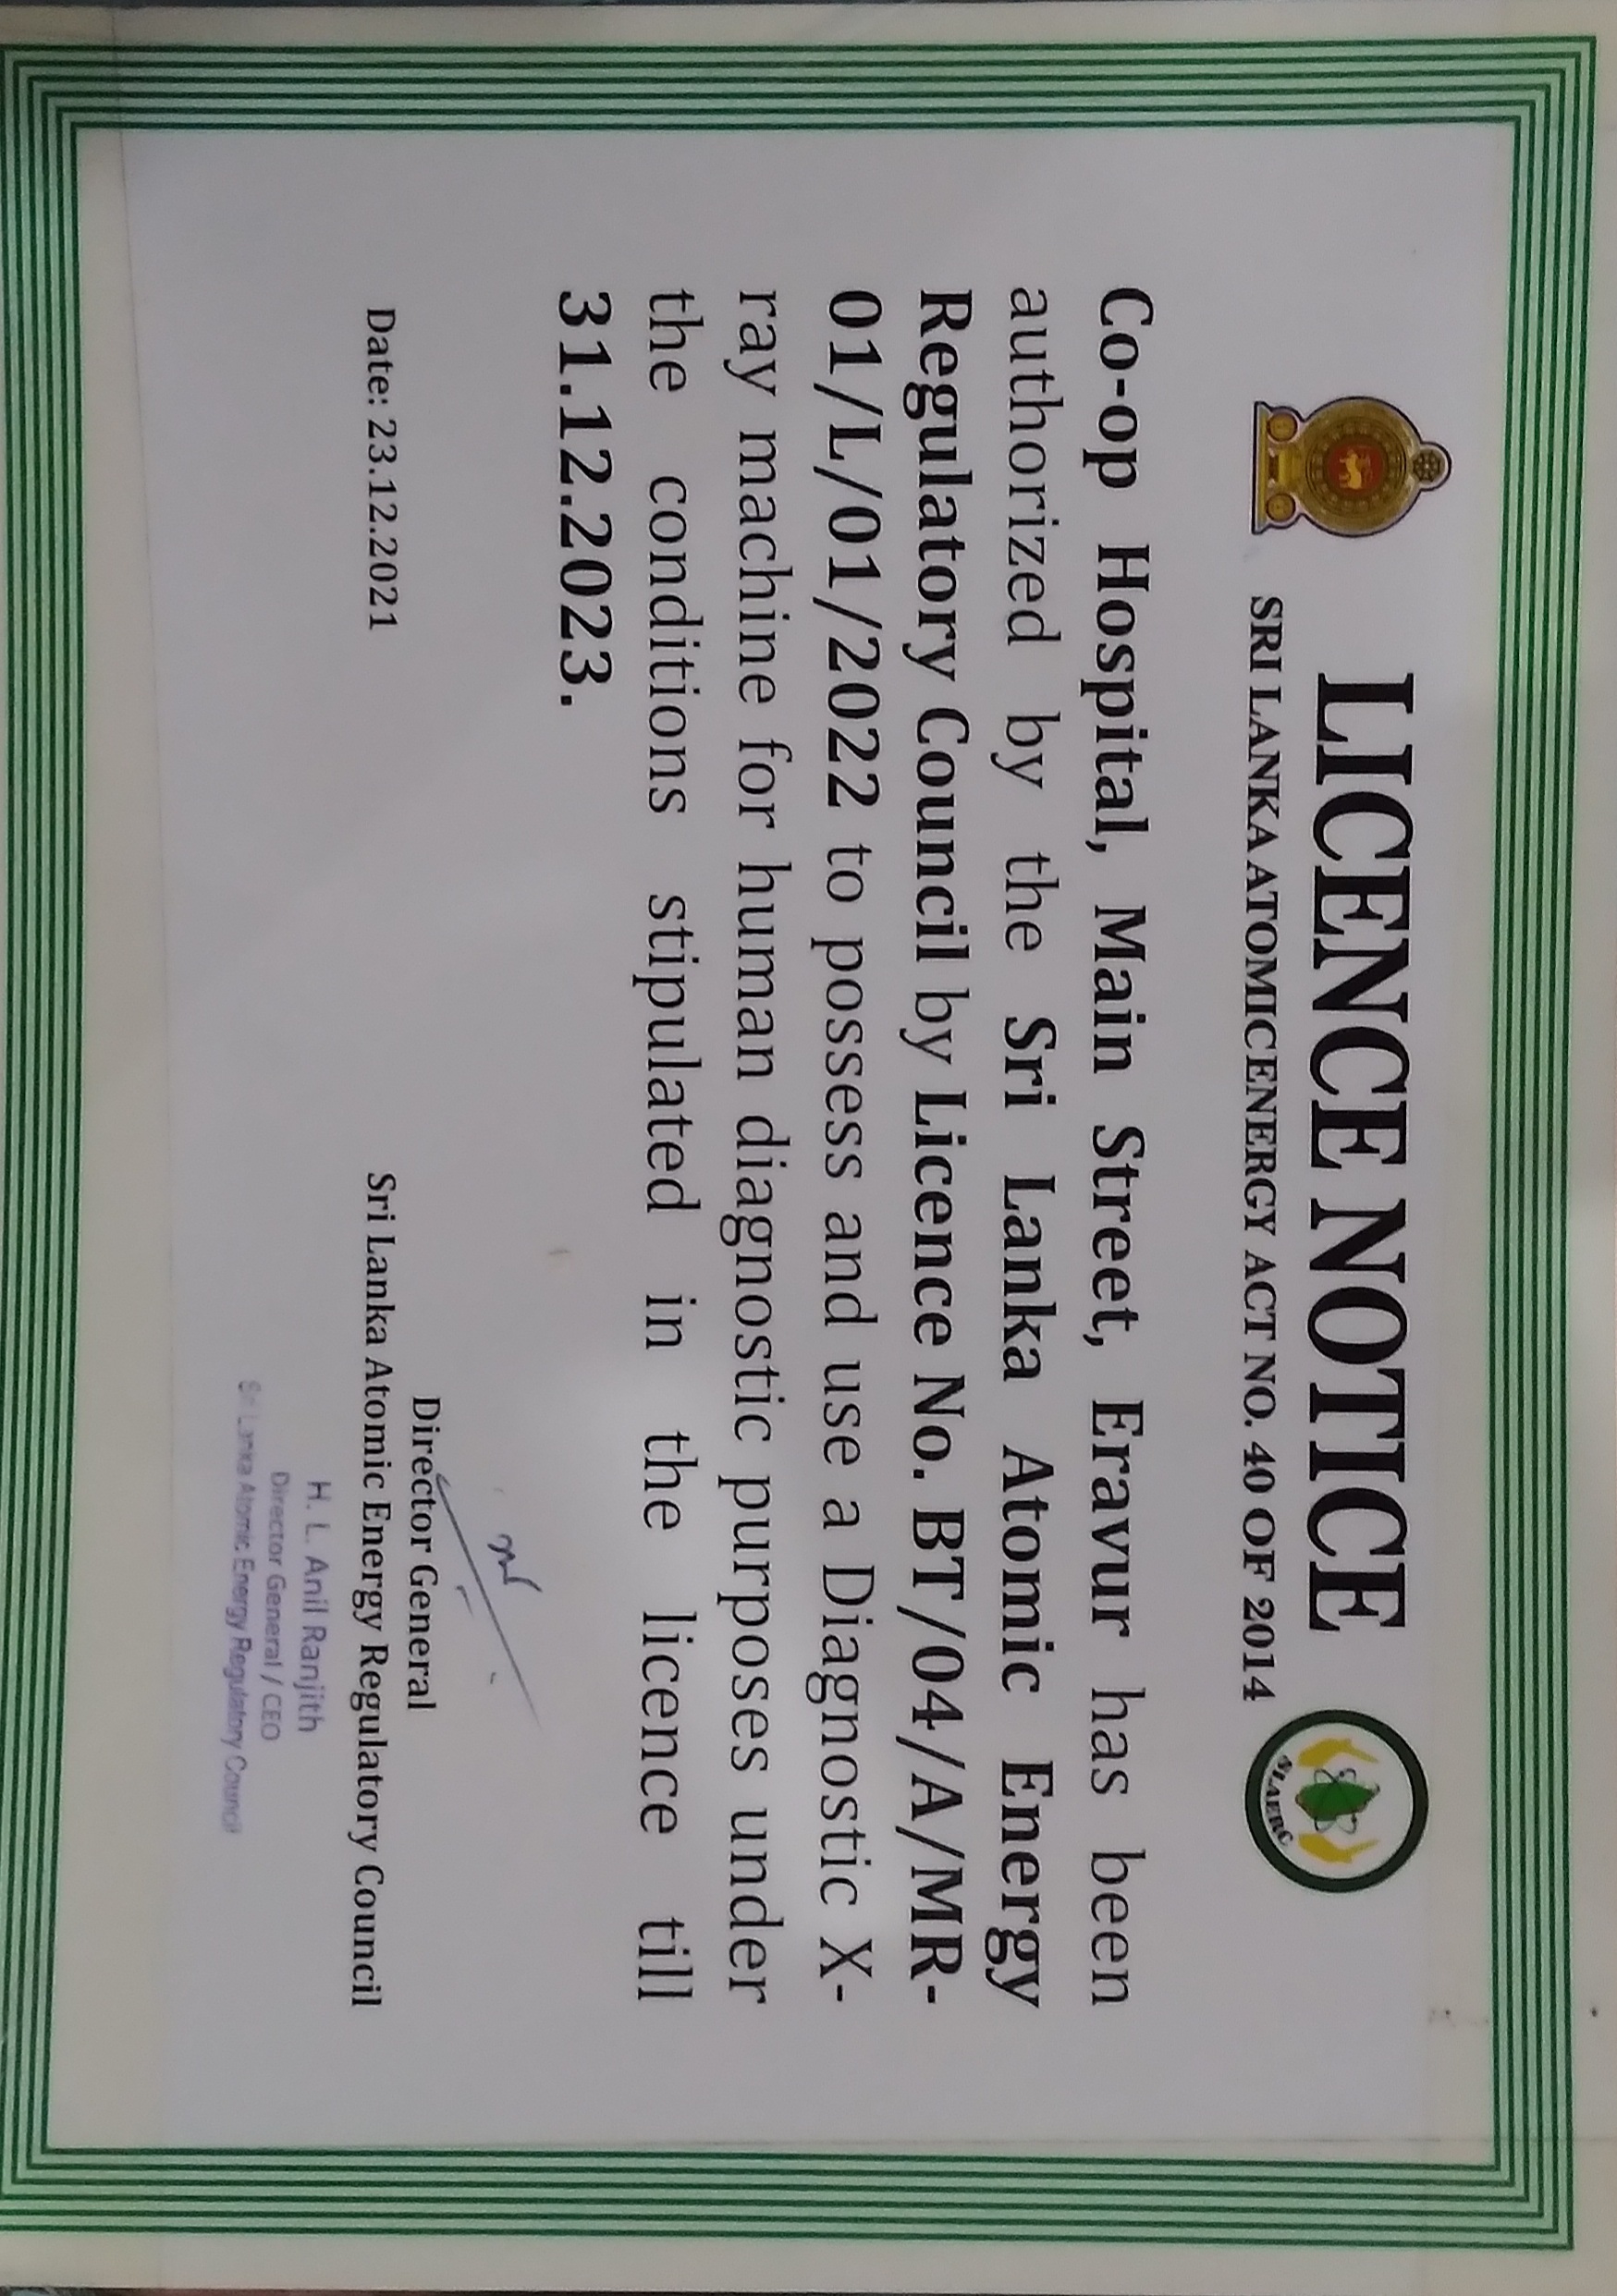 LICENCE NOTICE
SRI LANKA ATOMICENERGY ACT NO. 40 OF 2014
SLAERC
Co-op Hospital, Main Street, Eravur has been
authorized by the Sri Lanka Atomic Energy
Regulatory Council by Licence No. BT/04/A/MR-
01/L/01/2022 to possess and use a Diagnostic X-
ray machine for human diagnostic purposes under
the conditions stipulated in the licence till
31.12.2023.
Director General
Date: 23.12.2021 Sri Lanka Atomic Energy Regulatory Council
H. L. Anil Ranjith
Director General / CEO
Sri Lanka Atomic Energy Regulatory Council